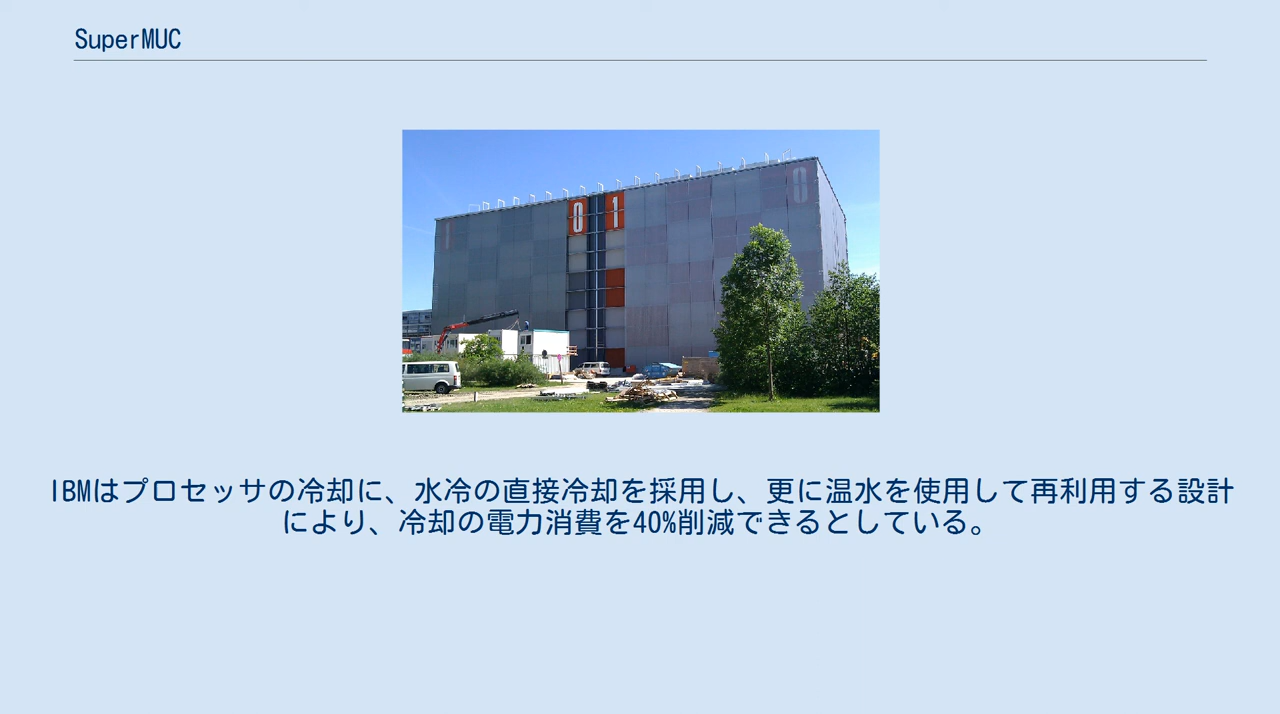 SuperMUC
0 1
0
IBMはプロセッサの冷却に、水冷の直接冷却を採用し、更に温水を使用して再利用する設計
により、冷却の電力消費を40%削減できるとしている。